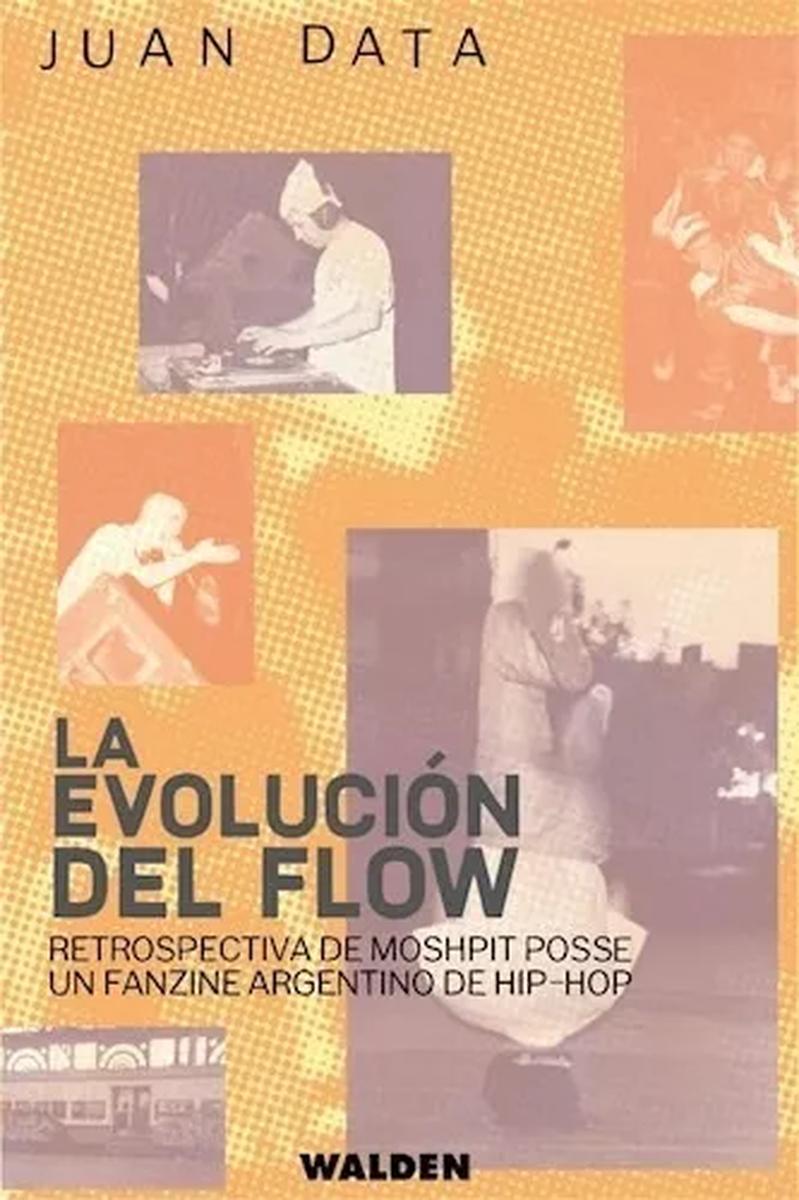 JUAN DATA
LA
EVOLUCIÓN
DEL FLOW
RETROSPECTIVA DE MOSHPIT POSSE
UN FANZINE ARGENTINO DE HIP-HOP
WALDEN